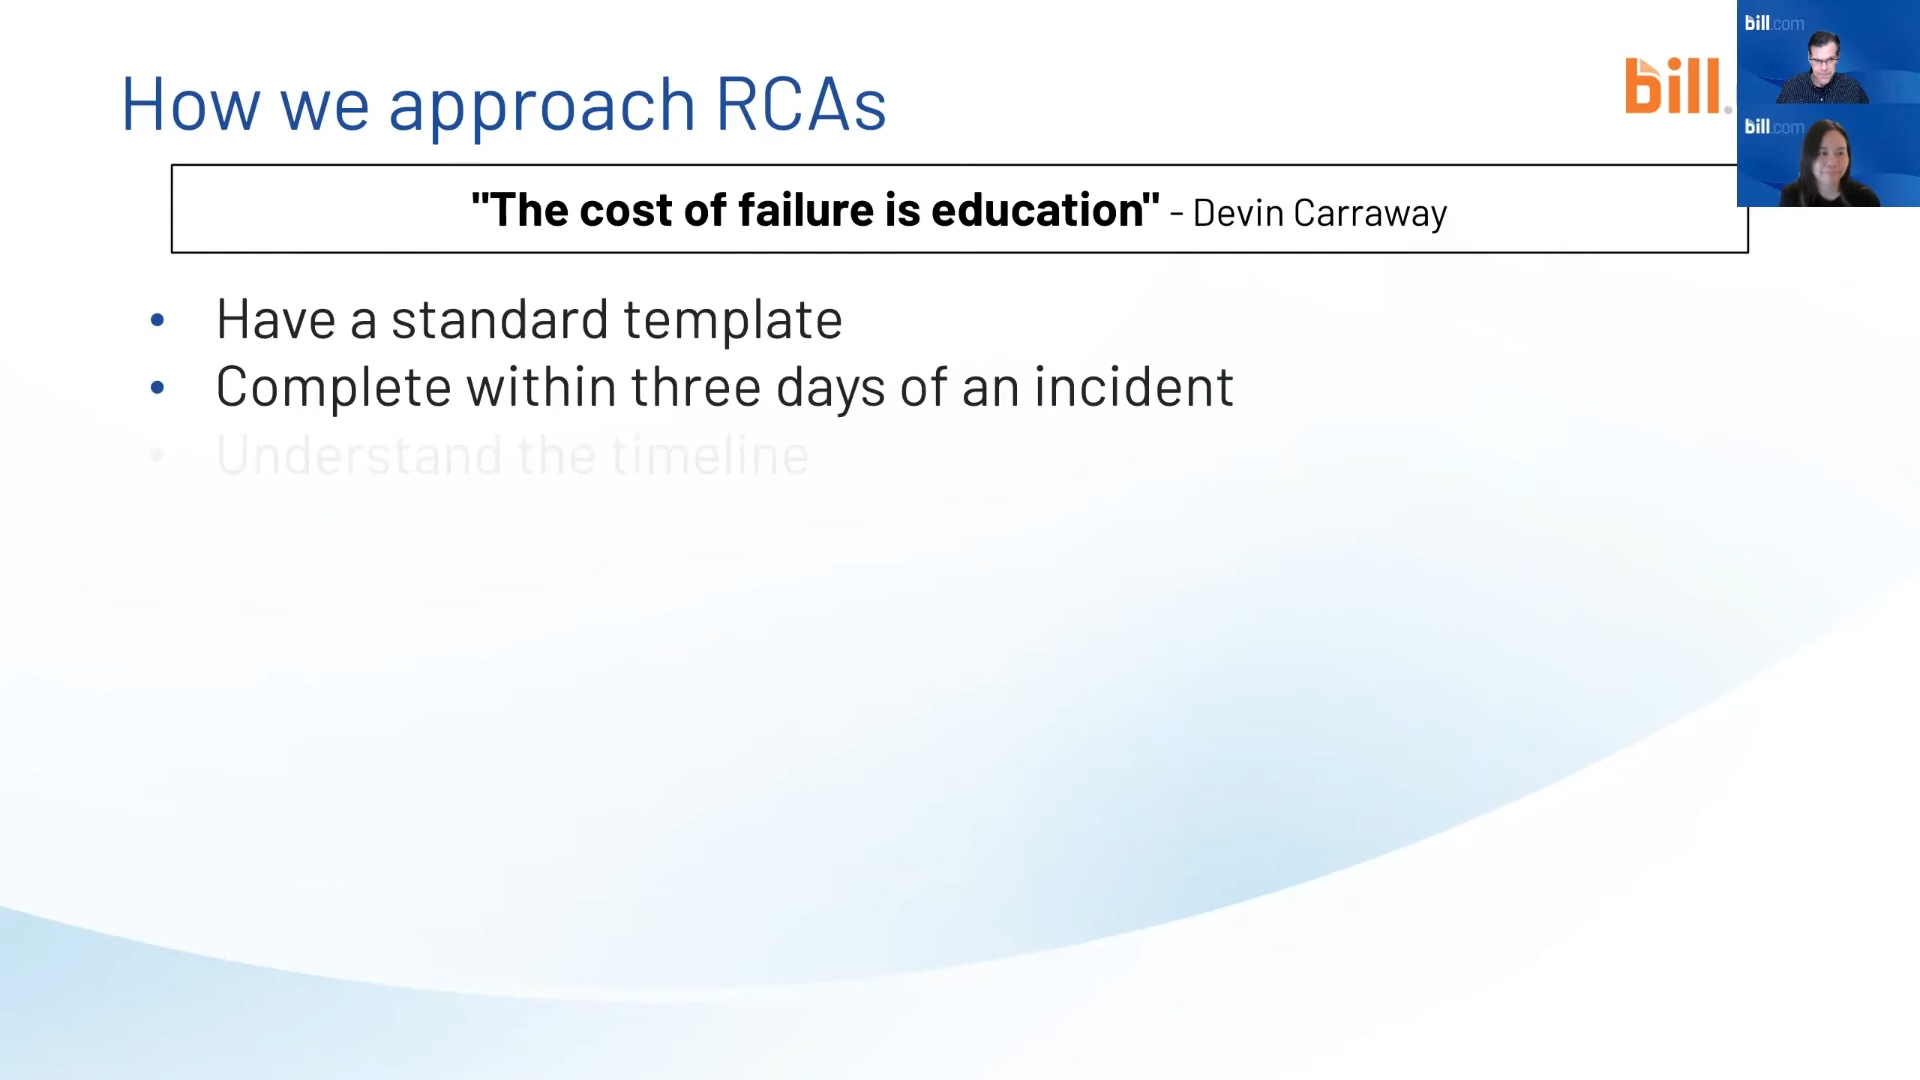 How we approach RCAs
bill.
bill.com
bill.com
"The cost of failure is education" - Devin Carraway
• Have a standard template
• Complete within three days of an incident
• Understand the timeline